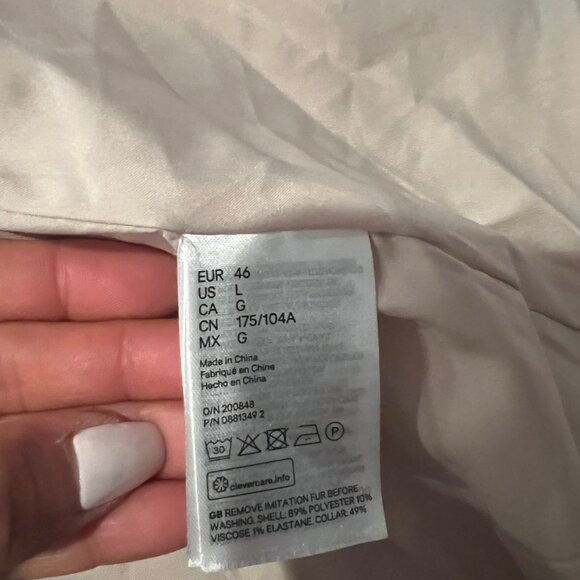 EUR 46
US L
CA G
CN 175/104A
MX G
Made in China
Fabriqué en Chine
Hecho en China
O/N 200848
P/N 0881349 2
30 P
clevercare.info
GB REMOVE IMITATION FUR BEFORE
WASHING. SHELL: 89% POLYESTER 10%
VISCOSE 1% ELASTANE. COLLAR: 49%